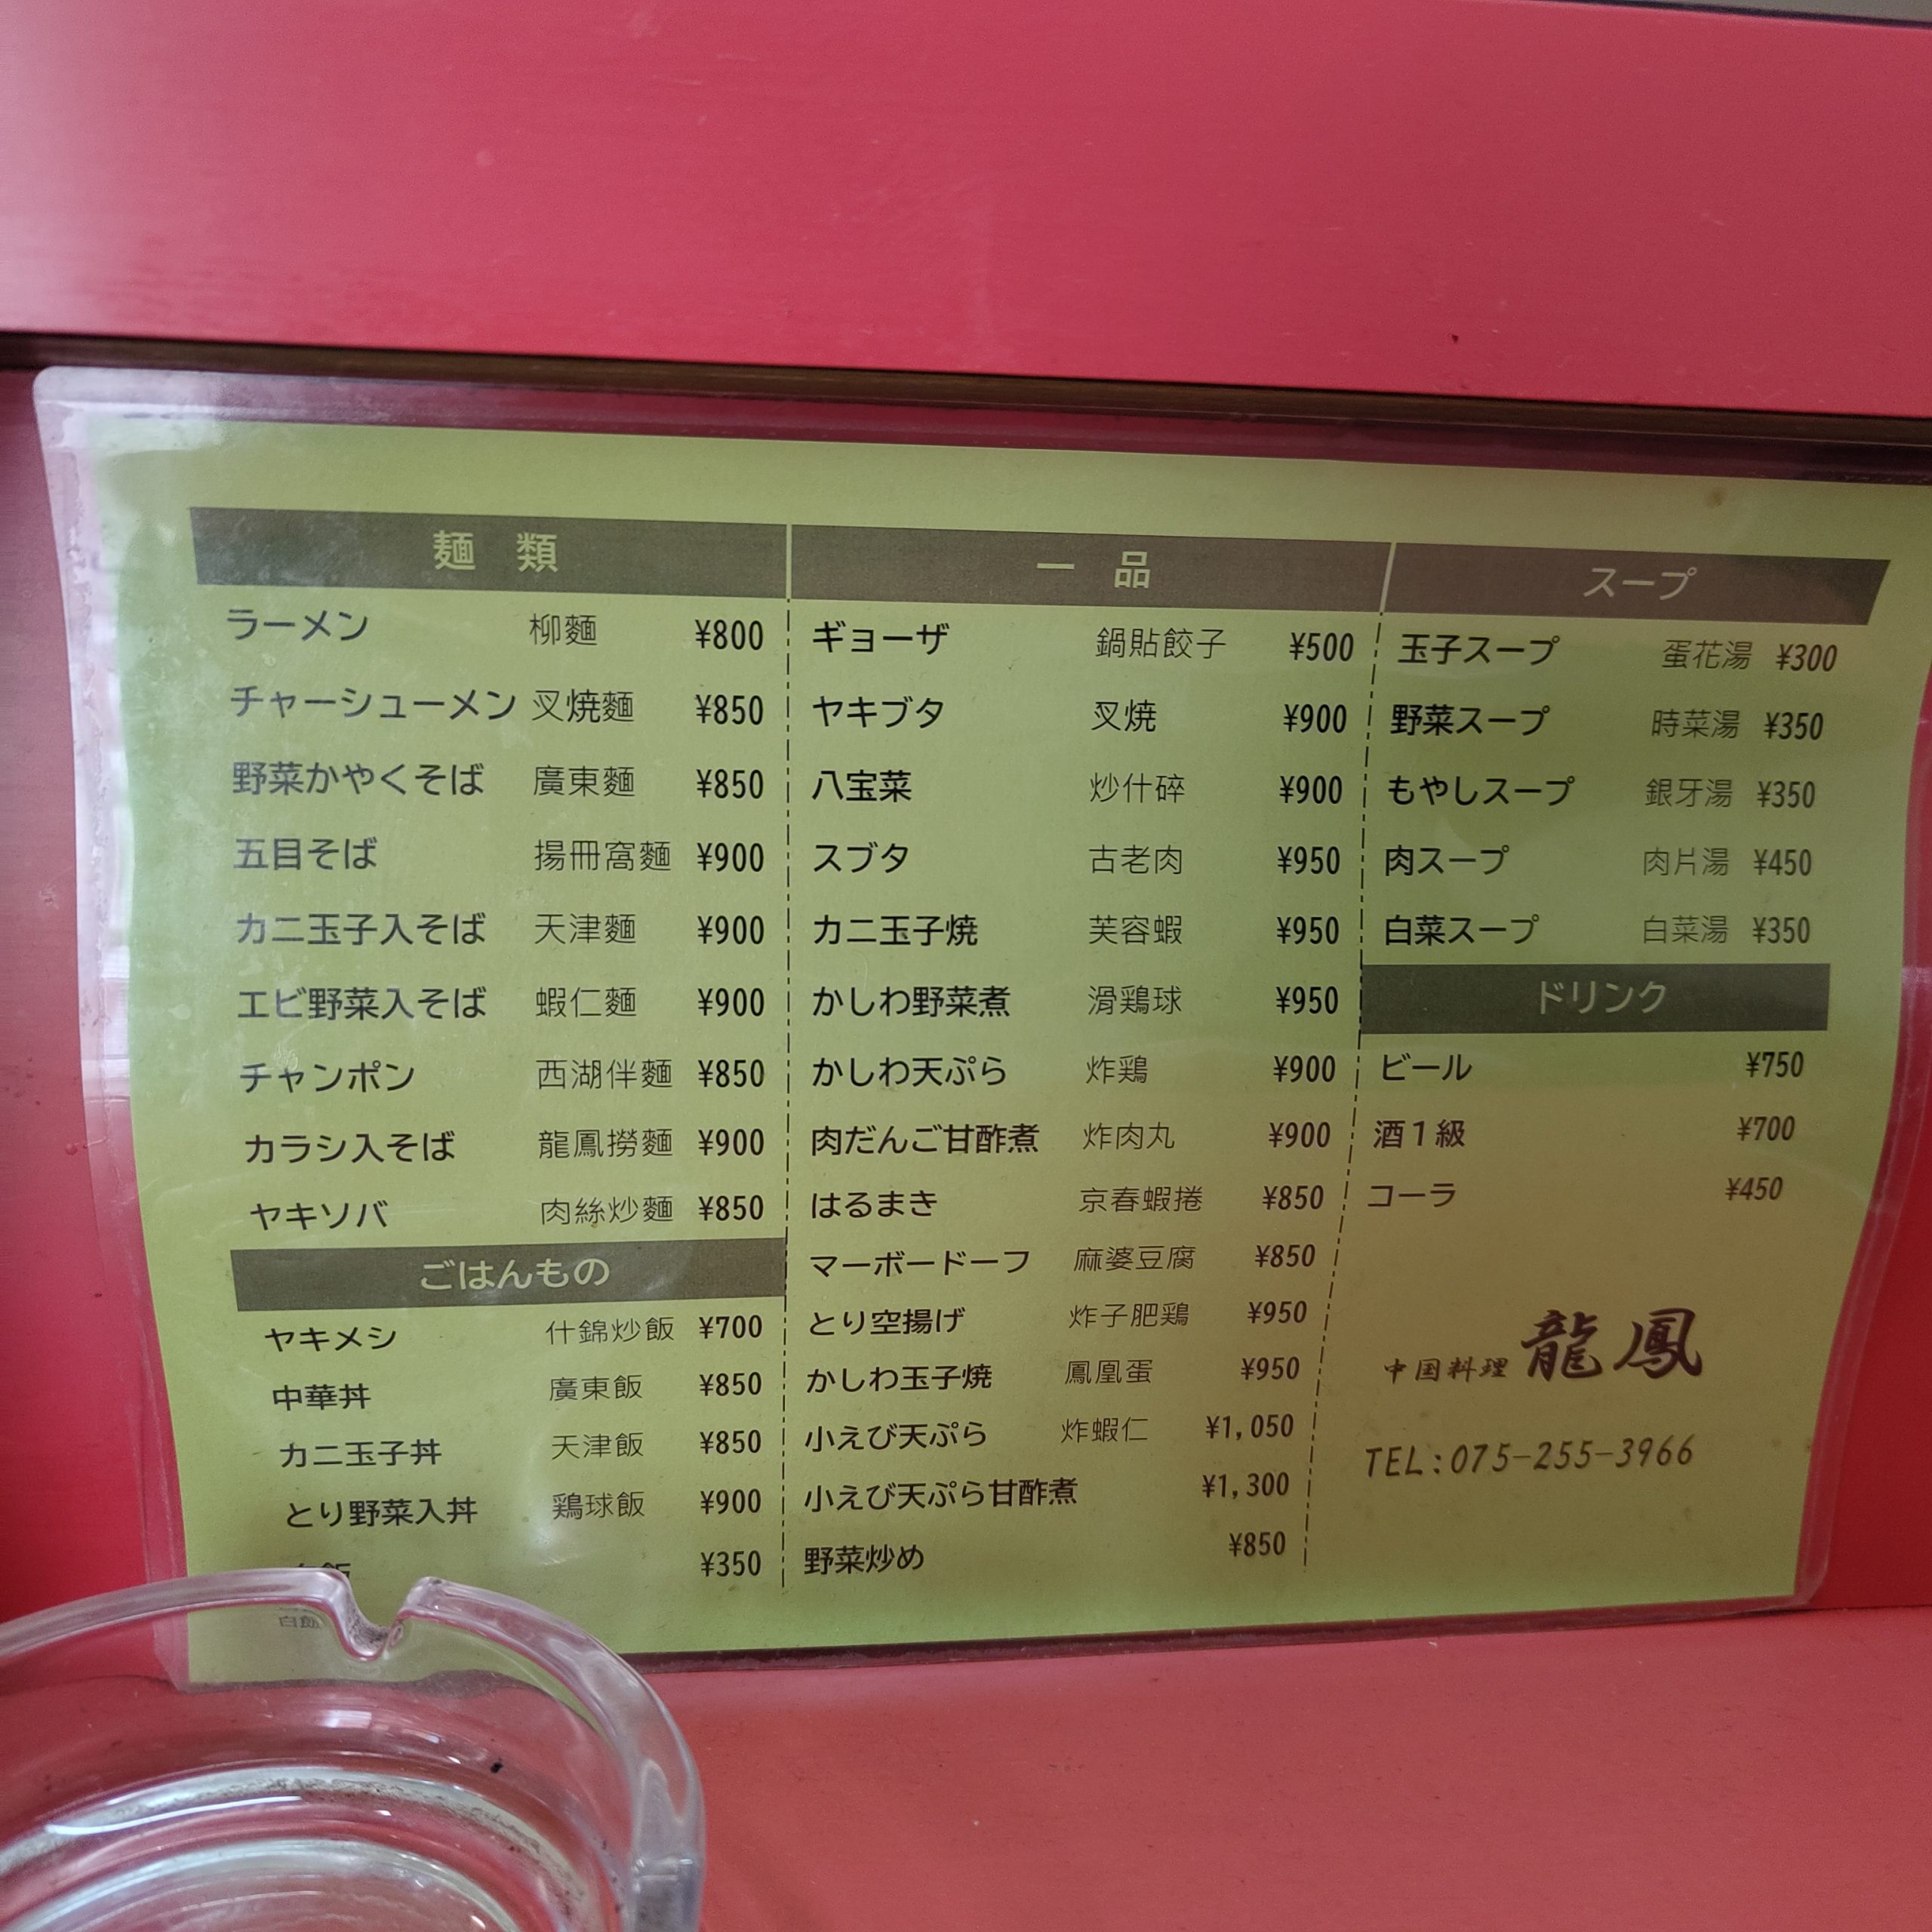 麺 類
ラーメン 柳麵 ¥800
チャーシューメン 叉焼麵 ¥850
野菜かやくそば 廣東麵 ¥850
五目そば 揚冊窩麵 ¥900
カニ玉子入そば 天津麵 ¥900
エビ野菜入そば 蝦仁麵 ¥900
チャンポン 西湖伴麵 ¥850
カラシ入そば 龍鳳撈麵 ¥900
ヤキソバ 肉絲炒麵 ¥850
ごはんもの
ヤキメシ 什錦炒飯 ¥700
中華丼 廣東飯 ¥850
カニ玉子丼 天津飯 ¥850
とり野菜入丼 鶏球飯 ¥900
白飯 ¥350
一 品
ギョーザ 鍋貼餃子 ¥500
ヤキブタ 叉焼 ¥900
八宝菜 炒什碎 ¥900
スブタ 古老肉 ¥950
カニ玉子焼 芙容蝦 ¥950
かしわ野菜煮 滑鶏球 ¥950
かしわ天ぷら 炸鶏 ¥900
肉だんご甘酢煮 炸肉丸 ¥900
はるまき 京春蝦捲 ¥850
マーボードーフ 麻婆豆腐 ¥850
とり空揚げ 炸子肥鶏 ¥950
かしわ玉子焼 鳳凰蛋 ¥950
小えび天ぷら 炸蝦仁 ¥1,050
小えび天ぷら甘酢煮 ¥1,300
野菜炒め ¥850
スープ
玉子スープ 蛋花湯 ¥300
野菜スープ 時菜湯 ¥350
もやしスープ 銀牙湯 ¥350
肉スープ 肉片湯 ¥450
白菜スープ 白菜湯 ¥350
ドリンク
ビール ¥750
酒1級 ¥700
コーラ ¥450
中国料理 龍鳳
TEL:075-255-3966